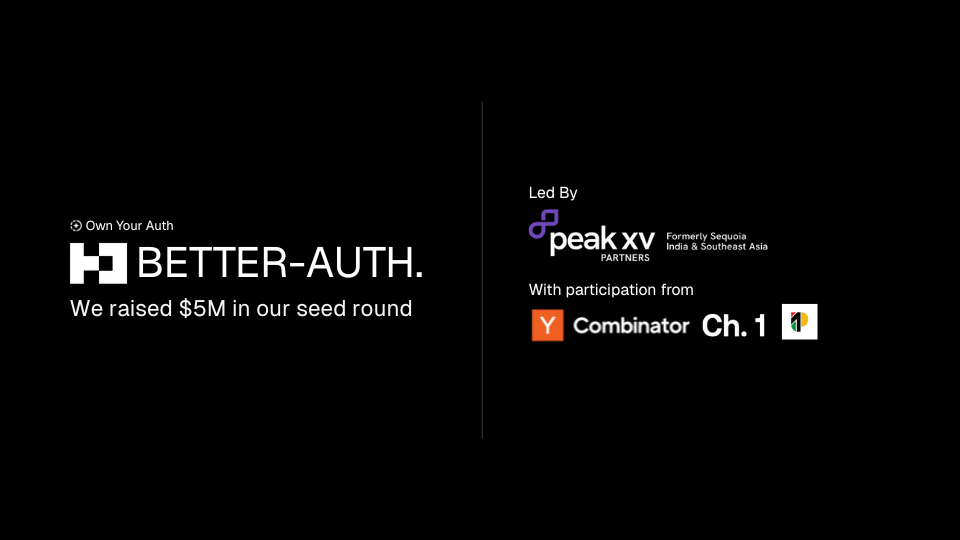 Own Your Auth
BETTER-AUTH.
We raised $5M in our seed round
Led By
peak xv
PARTNERS
Formerly Sequoia
India & Southeast Asia
With participation from
Y Combinator
Ch. 1
1P